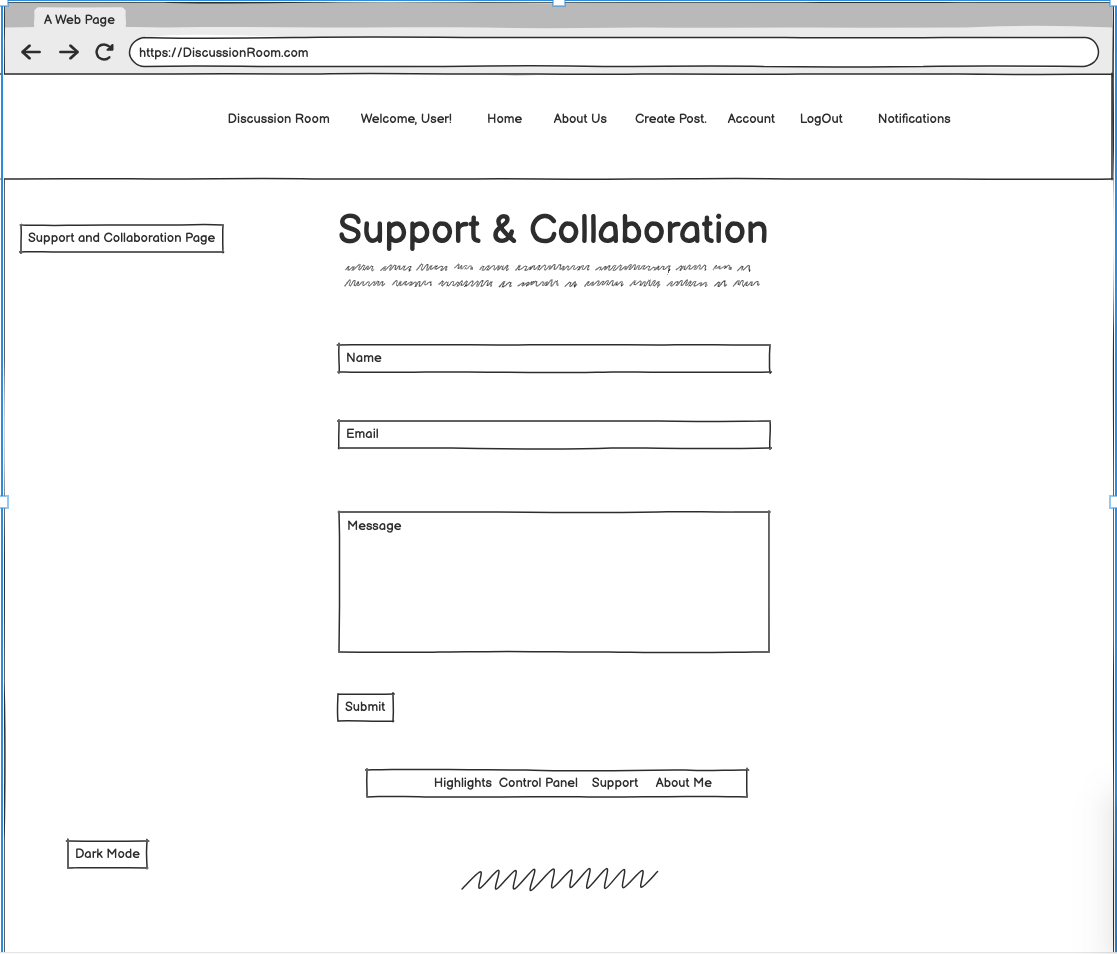 A Web Page
https://DiscussionRoom.com
Discussion Room Welcome, User! Home About Us Create Post. Account LogOut Notifications
Support and Collaboration Page
Support & Collaboration
Name
Email
Message
Submit
Highlights Control Panel Support About Me
Dark Mode